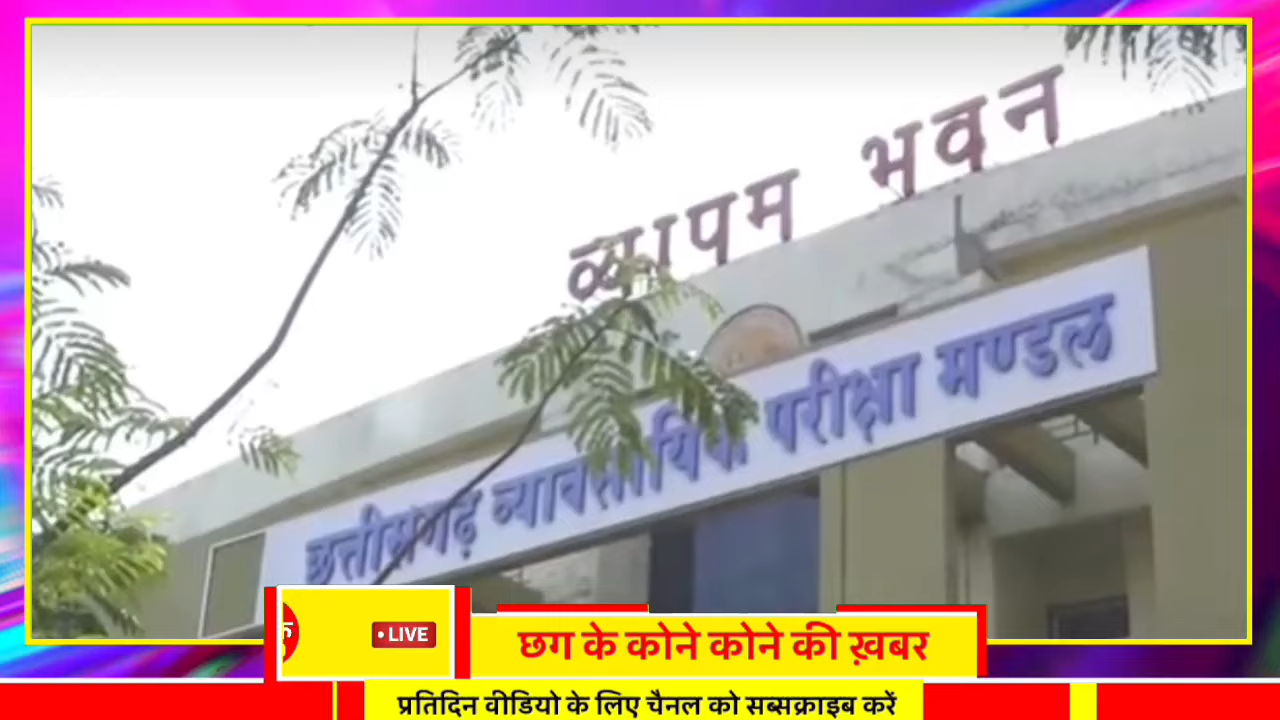 व्यापम भवन
छत्तीसगढ़ व्यावसायिक परीक्षा मण्डल
• LIVE
छग के कोने कोने की ख़बर
प्रतिदिन वीडियो के लिए चैनल को सब्सक्राइब करें